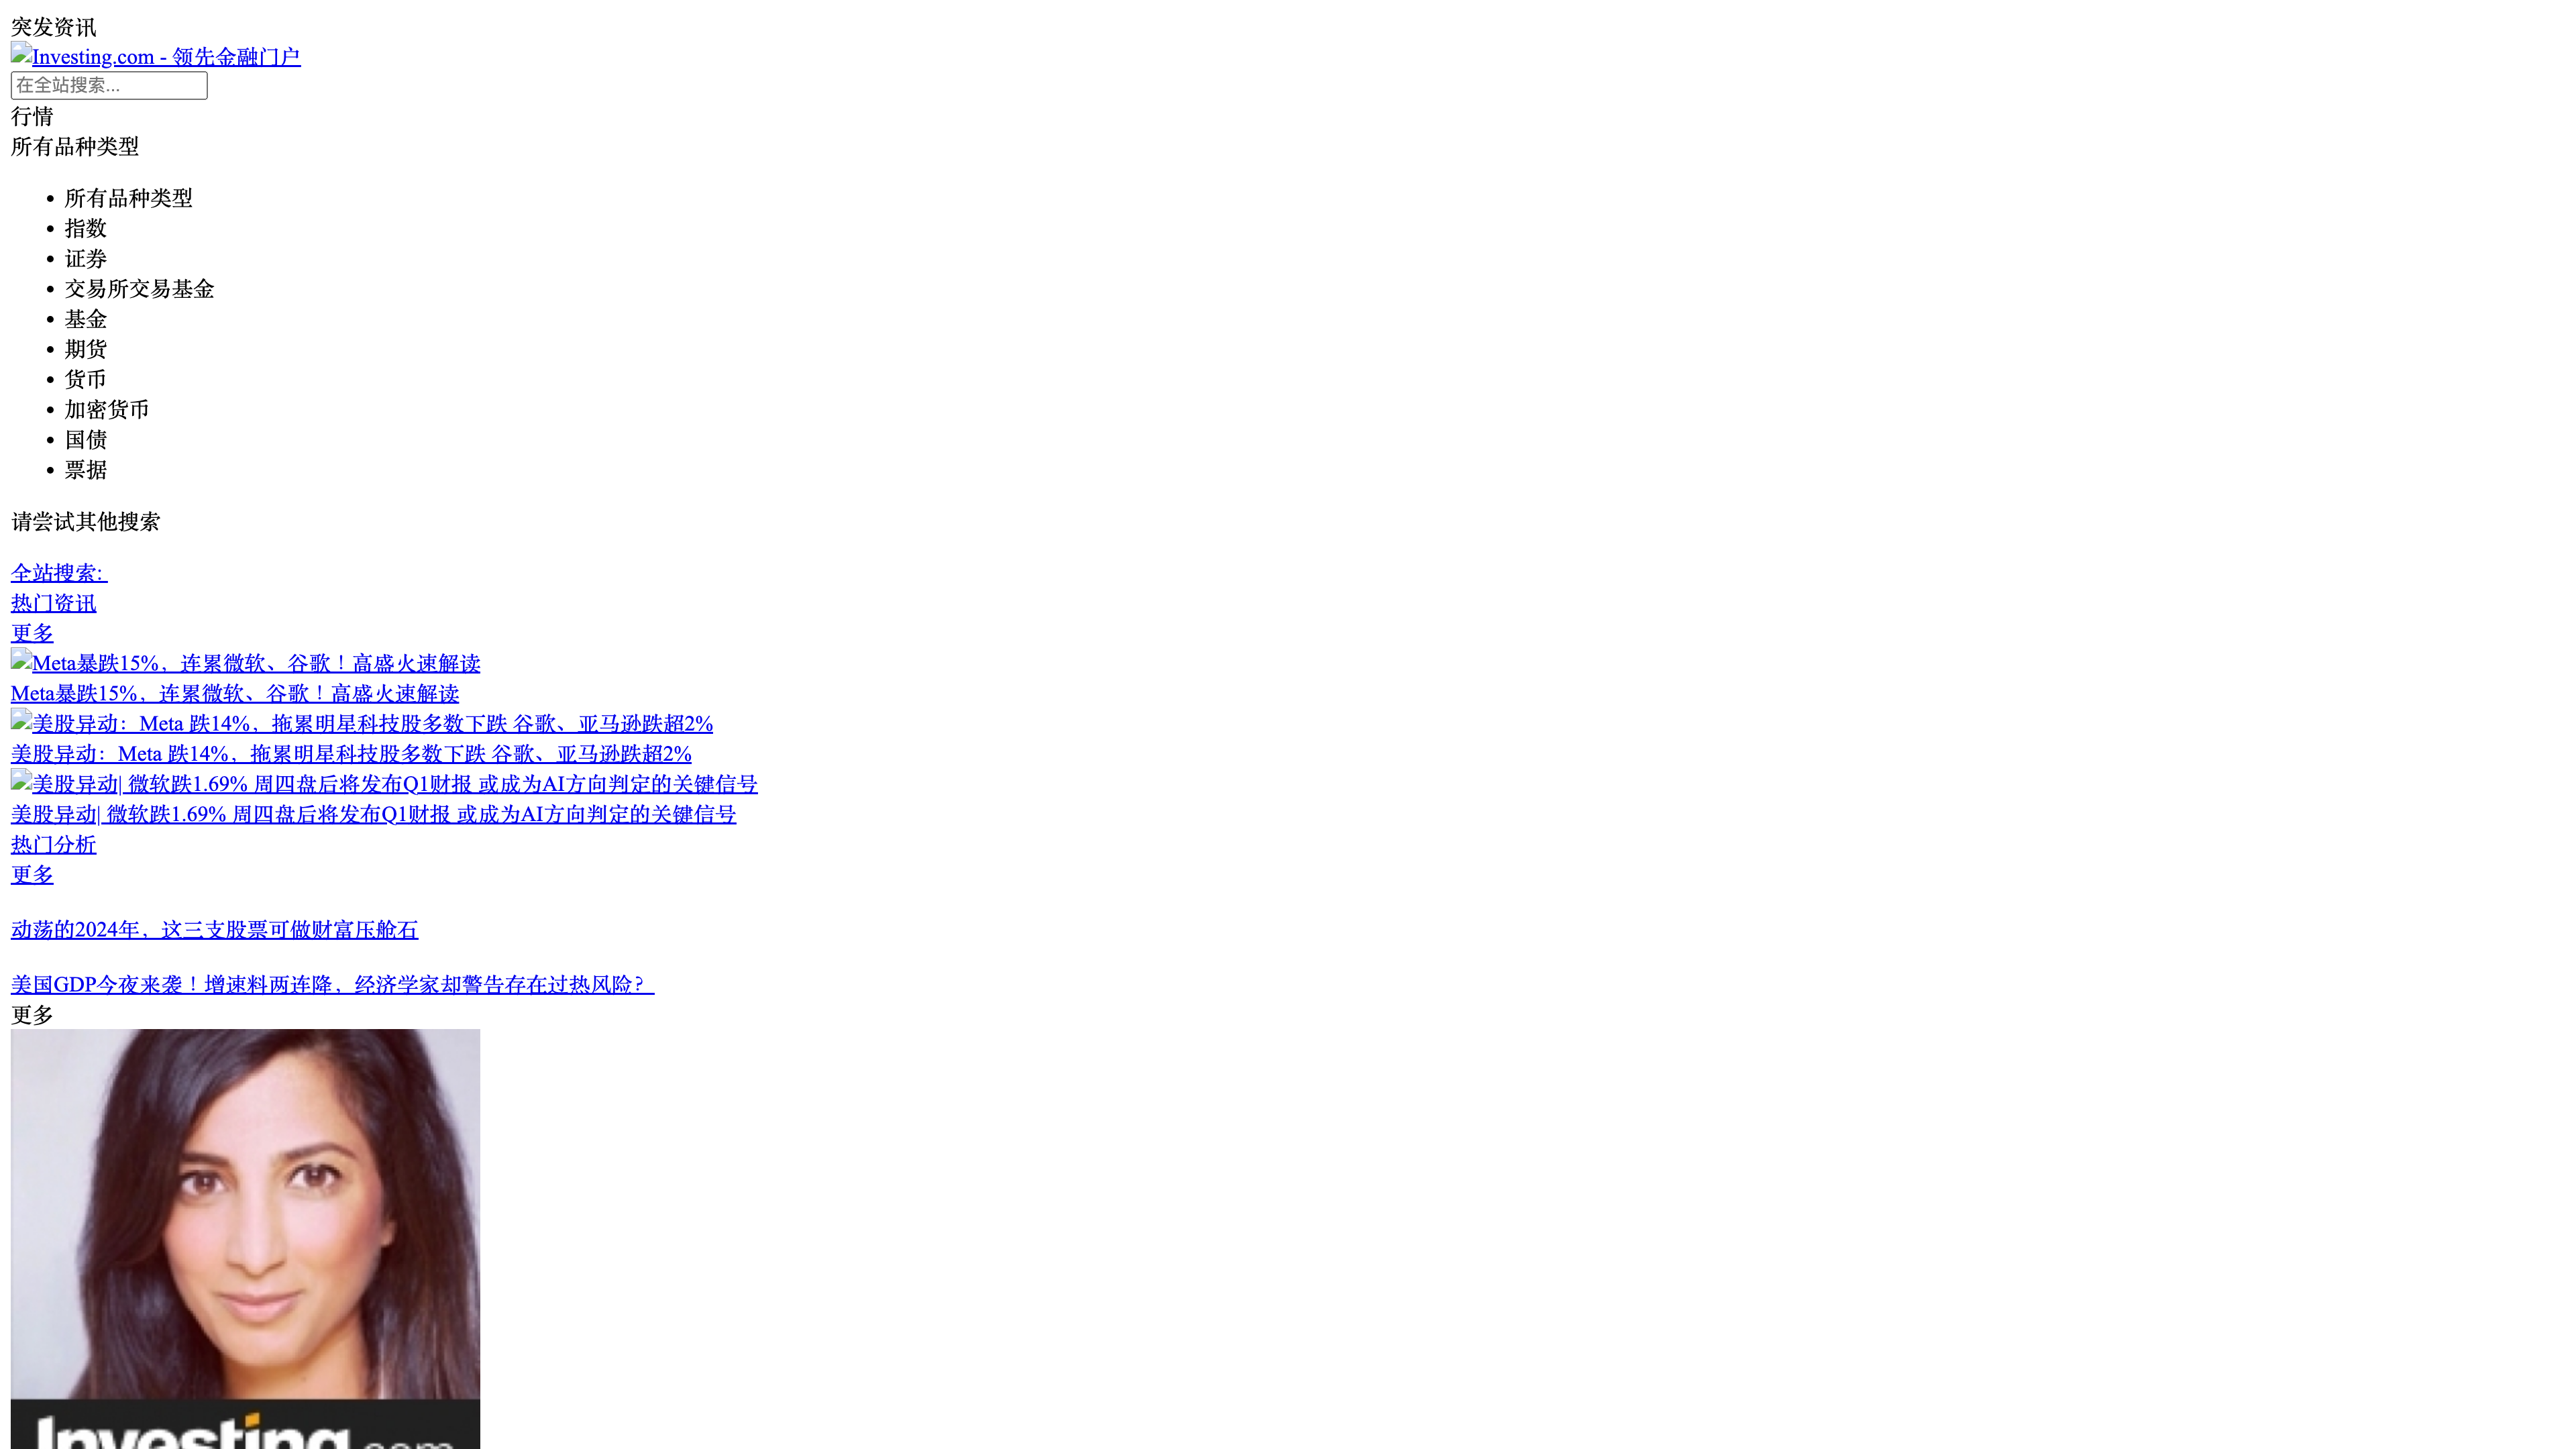 突发资讯
Investing.com - 领先金融门户
在全站搜索...
行情
所有品种类型
所有品种类型
指数
证券
交易所交易基金
基金
期货
货币
加密货币
国债
票据
请尝试其他搜索
全站搜索:
热门资讯
更多
Meta暴跌15%，连累微软、谷歌！高盛火速解读
Meta暴跌15%，连累微软、谷歌！高盛火速解读
美股异动：Meta 跌14%，拖累明星科技股多数下跌 谷歌、亚马逊跌超2%
美股异动：Meta 跌14%，拖累明星科技股多数下跌 谷歌、亚马逊跌超2%
美股异动| 微软跌1.69% 周四盘后将发布Q1财报 或成为AI方向判定的关键信号
美股异动| 微软跌1.69% 周四盘后将发布Q1财报 或成为AI方向判定的关键信号
热门分析
更多
动荡的2024年，这三支股票可做财富压舱石
美国GDP今夜来袭！增速料两连降，经济学家却警告存在过热风险？
更多
Investing.com